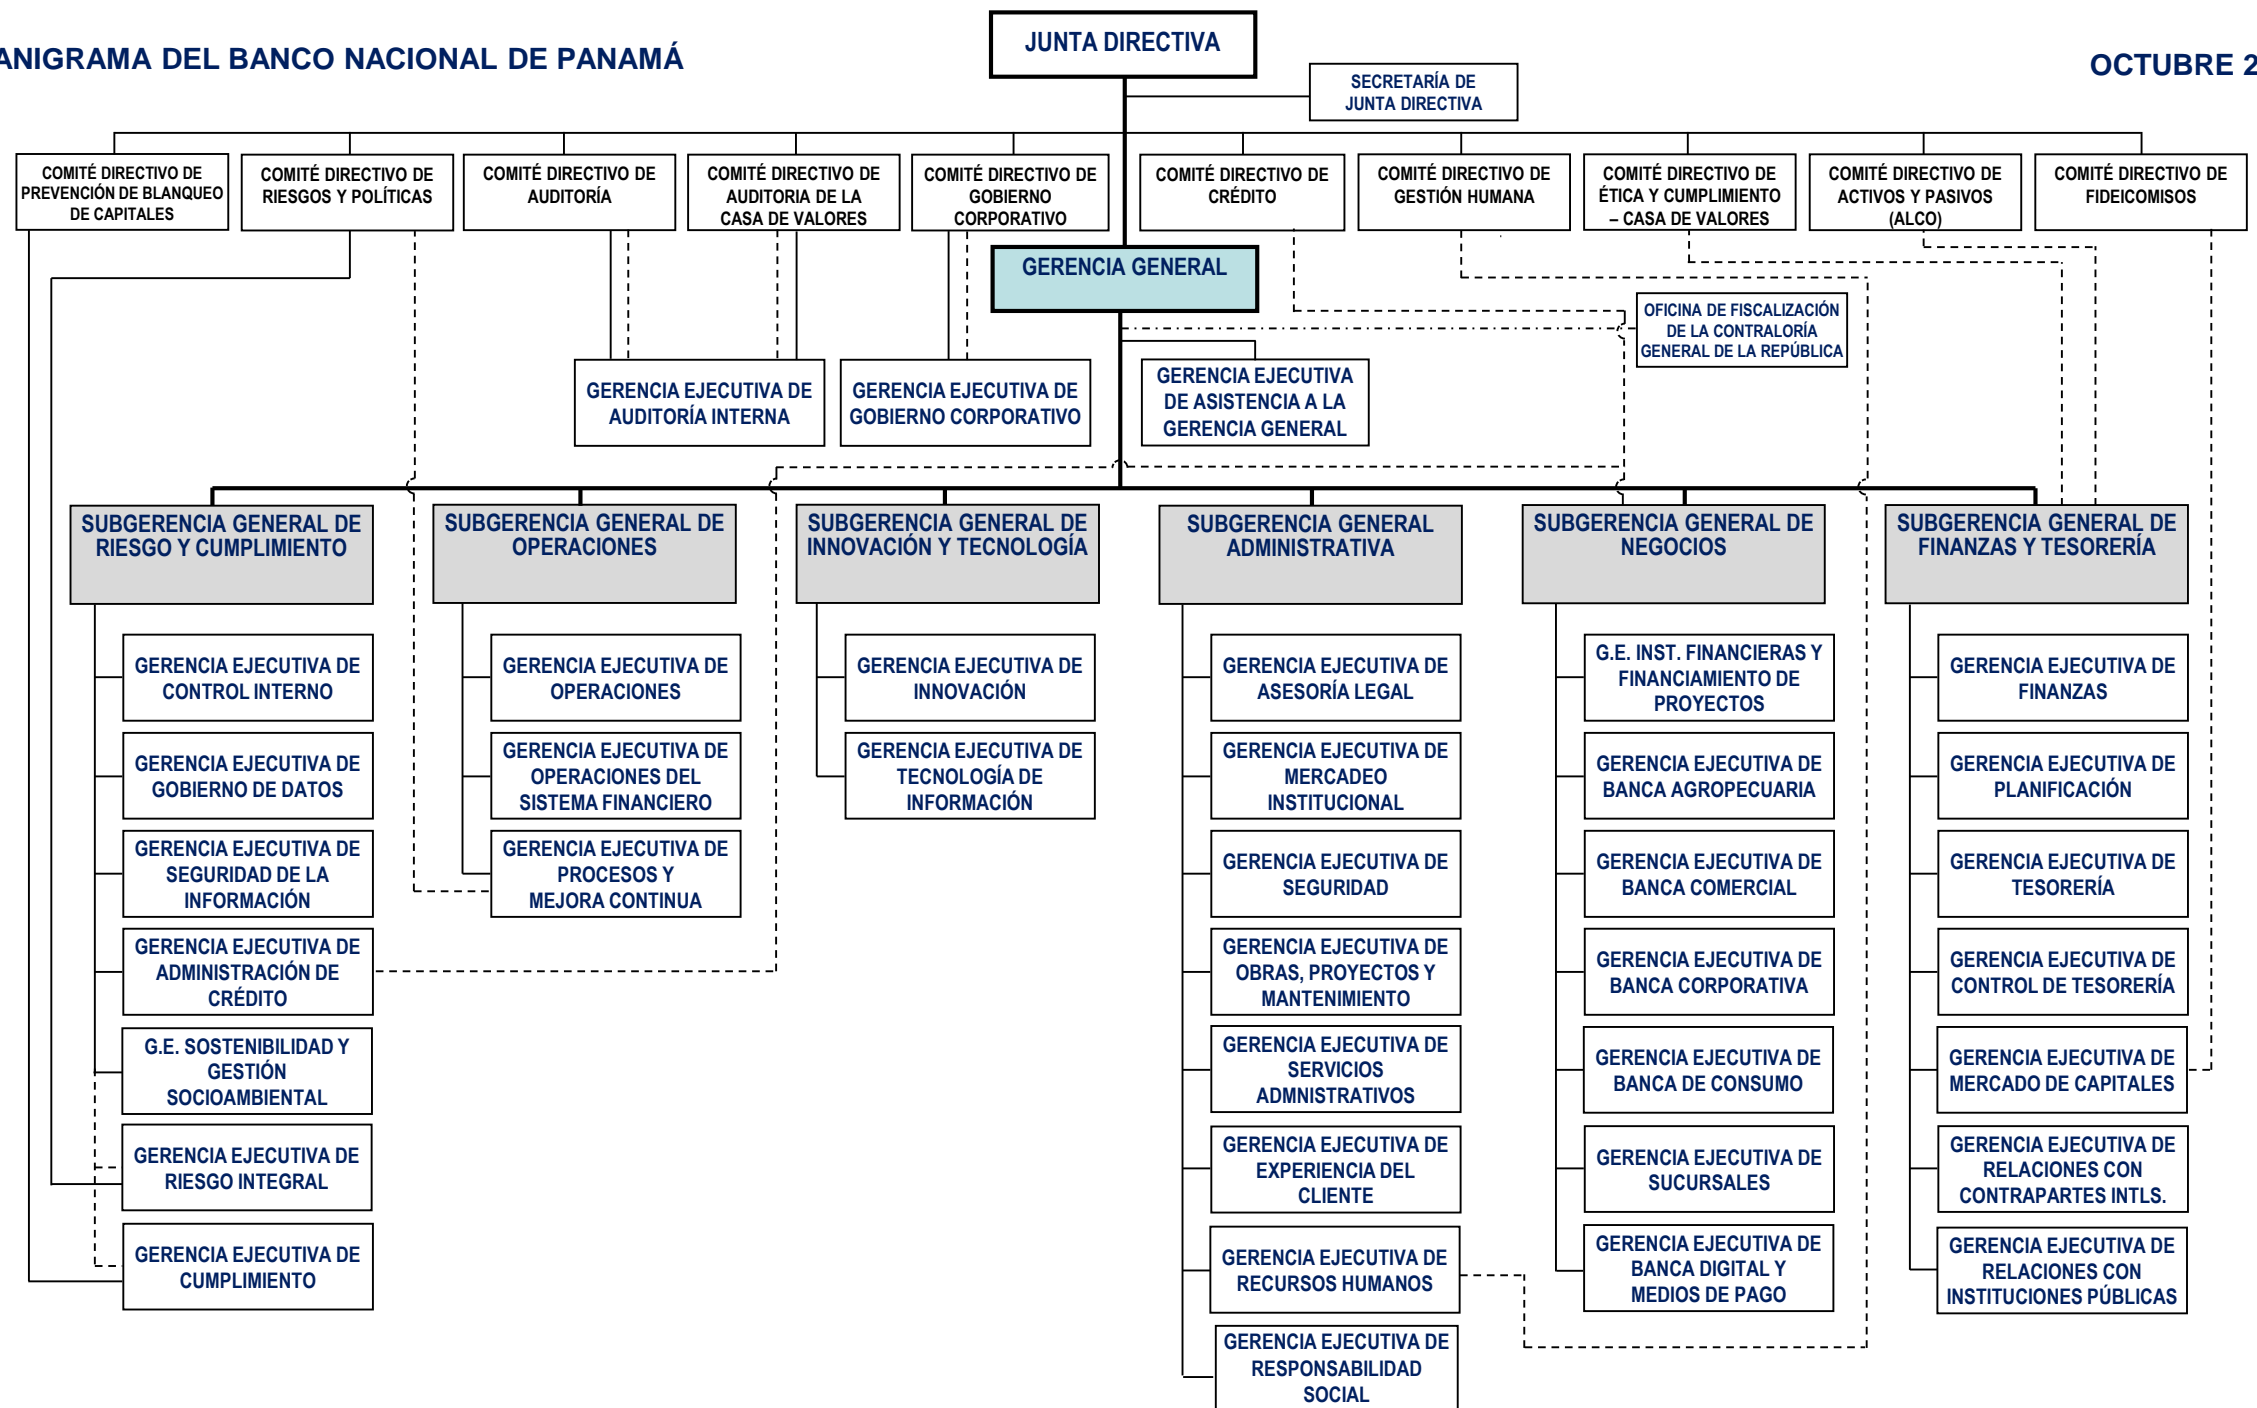 ANIGRAMA DEL BANCO NACIONAL DE PANAMÁ
OCTUBRE 2
JUNTA DIRECTIVA
SECRETARÍA DE
JUNTA DIRECTIVA
COMITÉ DIRECTIVO DE
PREVENCIÓN DE BLANQUEO
DE CAPITALES
COMITÉ DIRECTIVO DE
RIESGOS Y POLÍTICAS
COMITÉ DIRECTIVO DE
AUDITORÍA
COMITÉ DIRECTIVO DE
AUDITORIA DE LA
CASA DE VALORES
COMITÉ DIRECTIVO DE
GOBIERNO
CORPORATIVO
COMITÉ DIRECTIVO DE
CRÉDITO
COMITÉ DIRECTIVO DE
GESTIÓN HUMANA
COMITÉ DIRECTIVO DE
ÉTICA Y CUMPLIMIENTO
– CASA DE VALORES
COMITÉ DIRECTIVO DE
ACTIVOS Y PASIVOS
(ALCO)
COMITÉ DIRECTIVO DE
FIDEICOMISOS
GERENCIA GENERAL
OFICINA DE FISCALIZACIÓN
DE LA CONTRALORÍA
GENERAL DE LA REPÚBLICA
GERENCIA EJECUTIVA DE
AUDITORÍA INTERNA
GERENCIA EJECUTIVA DE
GOBIERNO CORPORATIVO
GERENCIA EJECUTIVA
DE ASISTENCIA A LA
GERENCIA GENERAL
SUBGERENCIA GENERAL DE
RIESGO Y CUMPLIMIENTO
SUBGERENCIA GENERAL DE
OPERACIONES
SUBGERENCIA GENERAL DE
INNOVACIÓN Y TECNOLOGÍA
SUBGERENCIA GENERAL
ADMINISTRATIVA
SUBGERENCIA GENERAL DE
NEGOCIOS
SUBGERENCIA GENERAL DE
FINANZAS Y TESORERÍA
GERENCIA EJECUTIVA DE
CONTROL INTERNO
GERENCIA EJECUTIVA DE
GOBIERNO DE DATOS
GERENCIA EJECUTIVA DE
SEGURIDAD DE LA
INFORMACIÓN
GERENCIA EJECUTIVA DE
ADMINISTRACIÓN DE
CRÉDITO
G.E. SOSTENIBILIDAD Y
GESTIÓN
SOCIOAMBIENTAL
GERENCIA EJECUTIVA DE
RIESGO INTEGRAL
GERENCIA EJECUTIVA DE
CUMPLIMIENTO
GERENCIA EJECUTIVA DE
OPERACIONES
GERENCIA EJECUTIVA DE
OPERACIONES DEL
SISTEMA FINANCIERO
GERENCIA EJECUTIVA DE
PROCESOS Y
MEJORA CONTINUA
GERENCIA EJECUTIVA DE
INNOVACIÓN
GERENCIA EJECUTIVA DE
TECNOLOGÍA DE
INFORMACIÓN
GERENCIA EJECUTIVA DE
ASESORÍA LEGAL
GERENCIA EJECUTIVA DE
MERCADEO
INSTITUCIONAL
GERENCIA EJECUTIVA DE
SEGURIDAD
GERENCIA EJECUTIVA DE
OBRAS, PROYECTOS Y
MANTENIMIENTO
GERENCIA EJECUTIVA DE
SERVICIOS
ADMNISTRATIVOS
GERENCIA EJECUTIVA DE
EXPERIENCIA DEL
CLIENTE
GERENCIA EJECUTIVA DE
RECURSOS HUMANOS
GERENCIA EJECUTIVA DE
RESPONSABILIDAD
SOCIAL
G.E. INST. FINANCIERAS Y
FINANCIAMIENTO DE
PROYECTOS
GERENCIA EJECUTIVA DE
BANCA AGROPECUARIA
GERENCIA EJECUTIVA DE
BANCA COMERCIAL
GERENCIA EJECUTIVA DE
BANCA CORPORATIVA
GERENCIA EJECUTIVA DE
BANCA DE CONSUMO
GERENCIA EJECUTIVA DE
SUCURSALES
GERENCIA EJECUTIVA DE
BANCA DIGITAL Y
MEDIOS DE PAGO
GERENCIA EJECUTIVA DE
FINANZAS
GERENCIA EJECUTIVA DE
PLANIFICACIÓN
GERENCIA EJECUTIVA DE
TESORERÍA
GERENCIA EJECUTIVA DE
CONTROL DE TESORERÍA
GERENCIA EJECUTIVA DE
MERCADO DE CAPITALES
GERENCIA EJECUTIVA DE
RELACIONES CON
CONTRAPARTES INTLS.
GERENCIA EJECUTIVA DE
RELACIONES CON
INSTITUCIONES PÚBLICAS